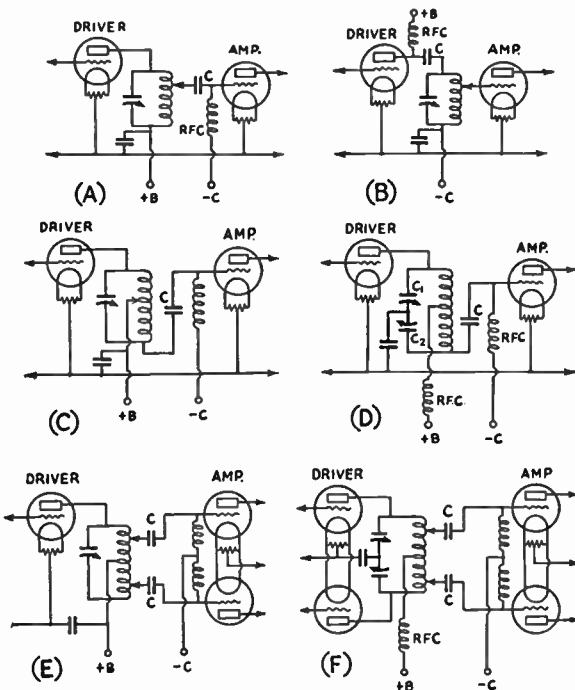 DRIVER
AMP.
C
RFC
(A)
+B
-C
+B
RFC
DRIVER
C
AMP.
(B)
-C
DRIVER
AMP.
C
(C)
+B
-C
DRIVER
AMP.
C1
C
C2
RFC
(D)
RFC
+B
-C
DRIVER
AMP.
C
C
(E)
+B
-C
DRIVER
AMP
C
C
(F)
RFC
+B
-C